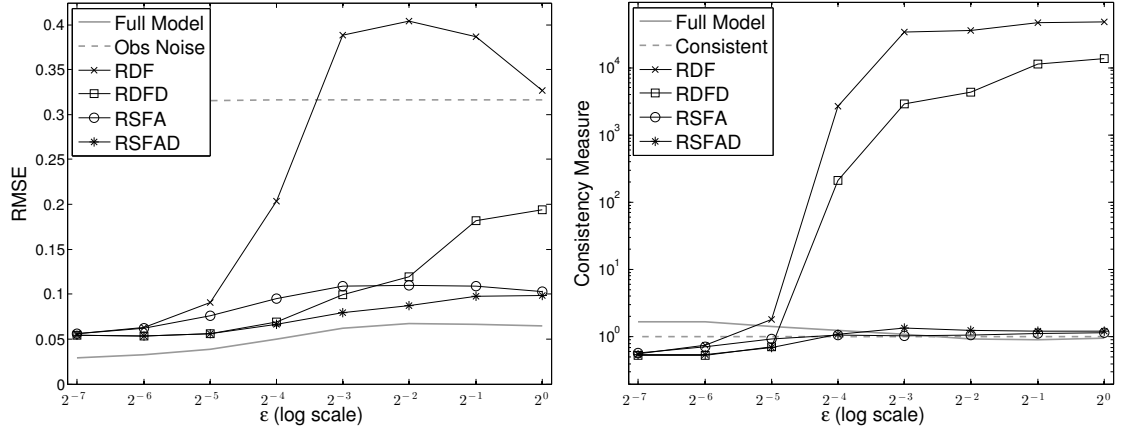 0.4
0.35
0.3
0.25
0.2
0.15
0.1
0.05
0
RMSE
Full Model
Obs Noise
RDF
RDFD
RSFA
RSFAD
2^-7 2^-6 2^-5 2^-4 2^-3 2^-2 2^-1 2^0
ε (log scale)
10^4
10^3
10^2
10^1
10^0
Consistency Measure
Full Model
Consistent
RDF
RDFD
RSFA
RSFAD
2^-7 2^-6 2^-5 2^-4 2^-3 2^-2 2^-1 2^0
ε (log scale)